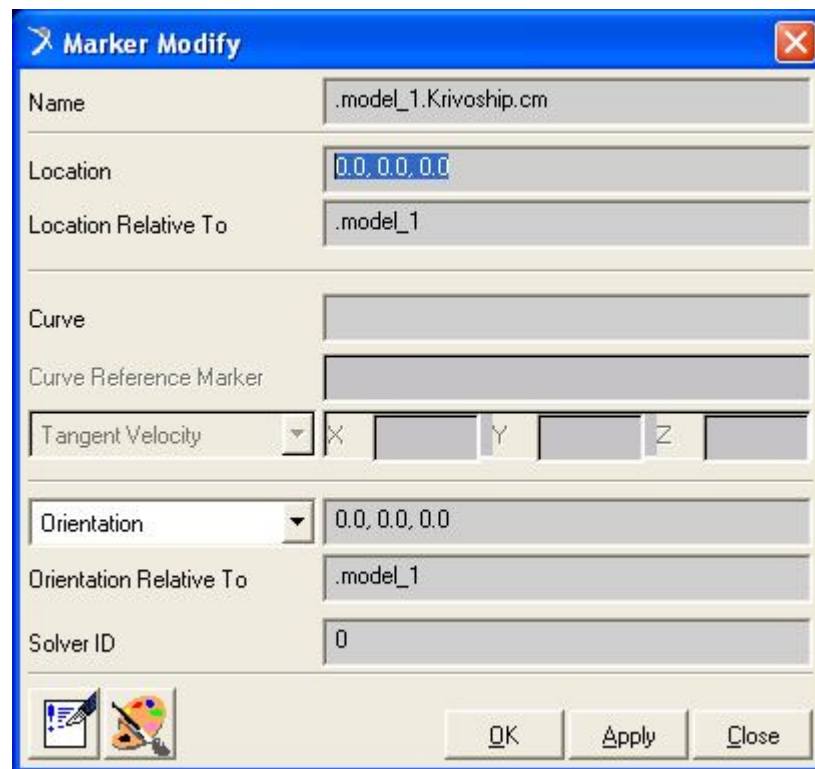 Marker Modify
Name .model_1.Krivoship.cm
Location 0.0, 0.0, 0.0
Location Relative To .model_1
Curve
Curve Reference Marker
Tangent Velocity X Y Z
Orientation 0.0, 0.0, 0.0
Orientation Relative To .model_1
Solver ID 0
OK Apply Close